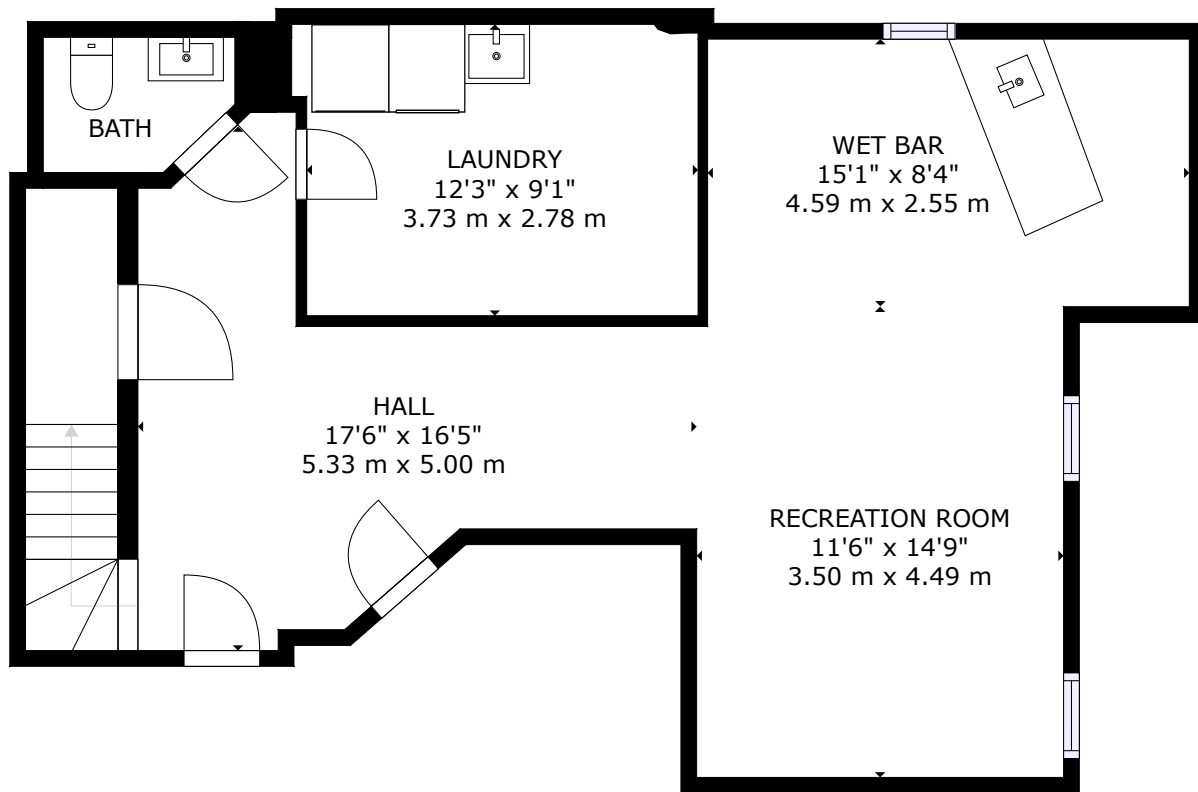 BATH
LAUNDRY
12'3" x 9'1"
3.73 m x 2.78 m
WET BAR
15'1" x 8'4"
4.59 m x 2.55 m
HALL
17'6" x 16'5"
5.33 m x 5.00 m
RECREATION ROOM
11'6" x 14'9"
3.50 m x 4.49 m